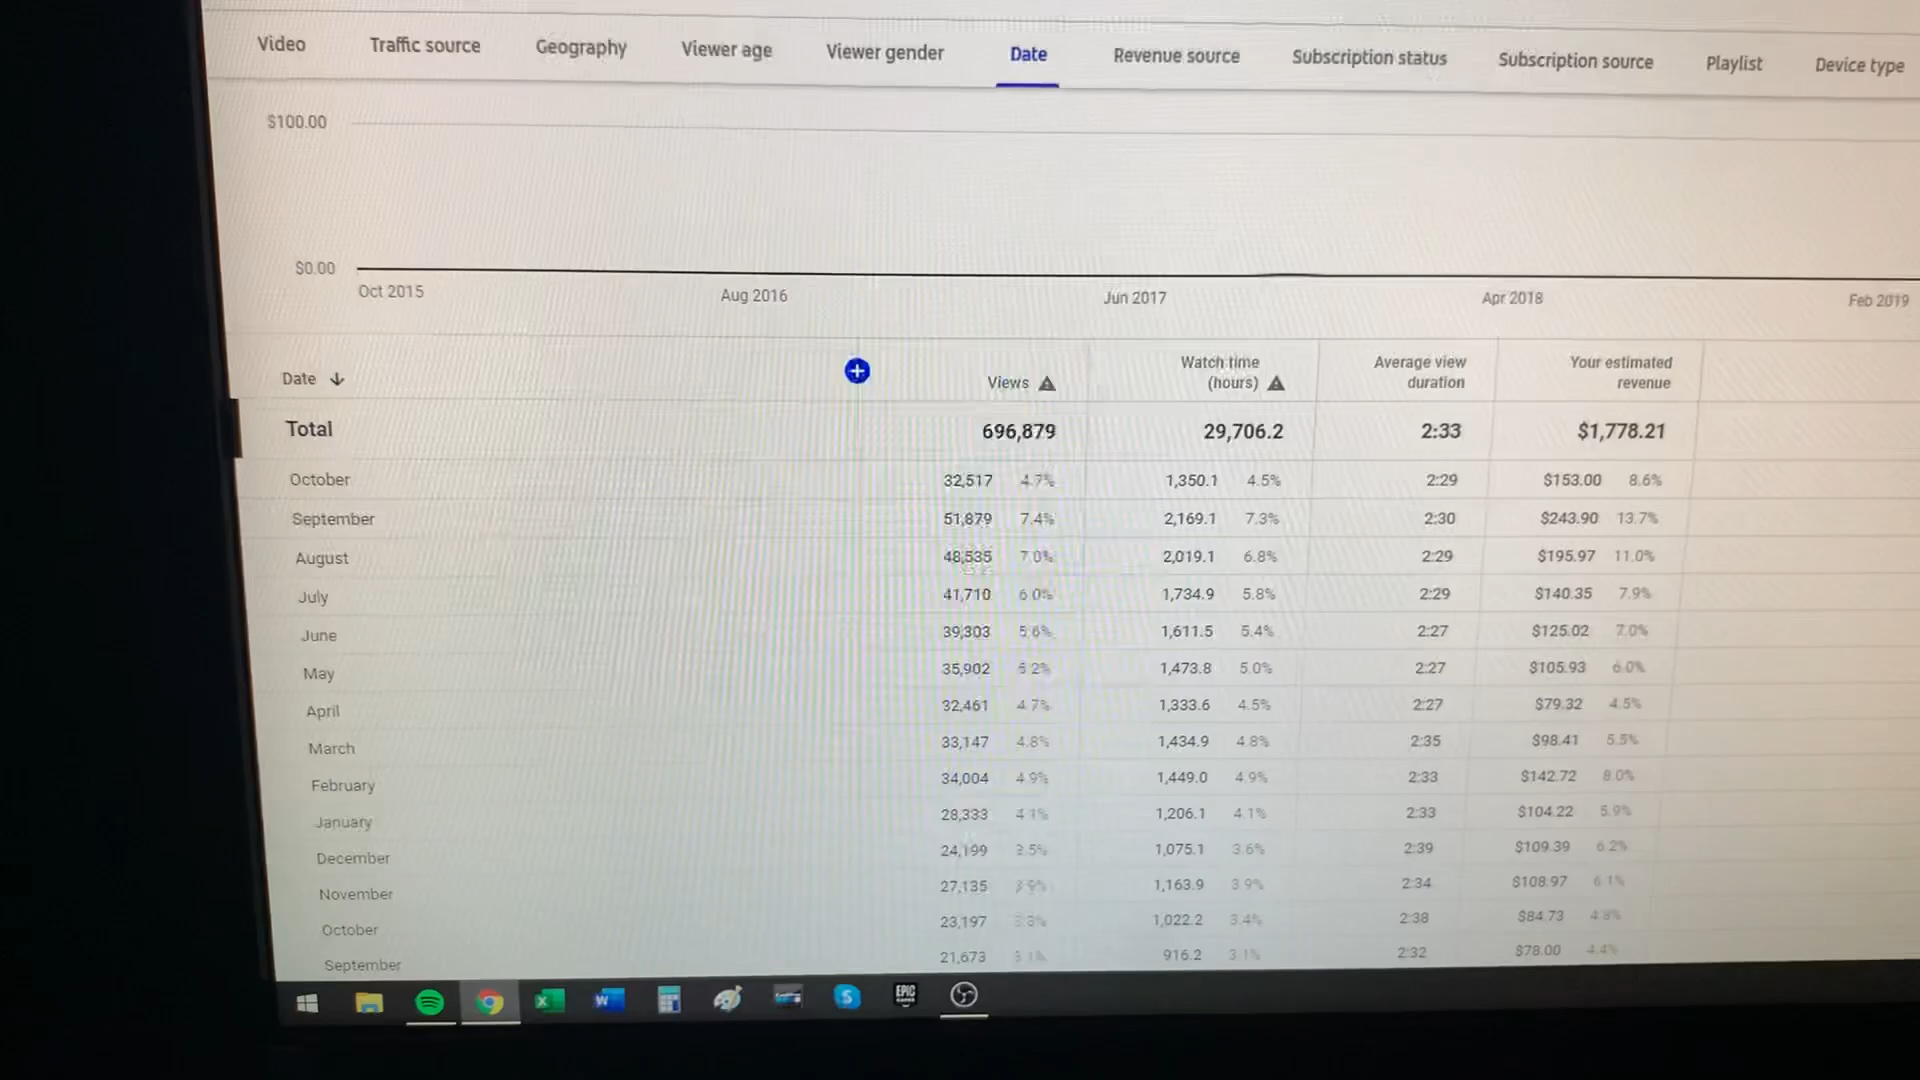 Video Traffic source Geography Viewer age Viewer gender Date Revenue source Subscription status Subscription source Playlist Device type
$100.00
$0.00
Oct 2015 Aug 2016 Jun 2017 Apr 2018 Feb 2019
Date Views Watch time (hours) Average view duration Your estimated revenue
Total 696,879 29,706.2 2:33 $1,778.21
October 32,517 4.7% 1,350.1 4.5% 2:29 $153.00 8.6%
September 51,879 7.4% 2,169.1 7.3% 2:30 $243.90 13.7%
August 48,535 7.0% 2,019.1 6.8% 2:29 $195.97 11.0%
July 41,710 6.0% 1,734.9 5.8% 2:29 $140.35 7.9%
June 39,303 5.6% 1,611.5 5.4% 2:27 $125.02 7.0%
May 35,902 5.2% 1,473.8 5.0% 2:27 $105.93 6.0%
April 32,461 4.7% 1,333.6 4.5% 2:27 $79.32 4.5%
March 33,147 4.8% 1,434.9 4.8% 2:35 $98.41 5.5%
February 34,004 4.9% 1,449.0 4.9% 2:33 $142.72 8.0%
January 28,333 4.1% 1,206.1 4.1% 2:33 $104.22 5.9%
December 24,199 3.5% 1,075.1 3.6% 2:39 $109.39 6.2%
November 27,135 3.9% 1,163.9 3.9% 2:34 $108.97 6.1%
October 23,197 3.3% 1,022.2 3.4% 2:38 $84.73 4.8%
September 21,673 3.1% 916.2 3.1% 2:32 $78.00 4.4%
EPIC